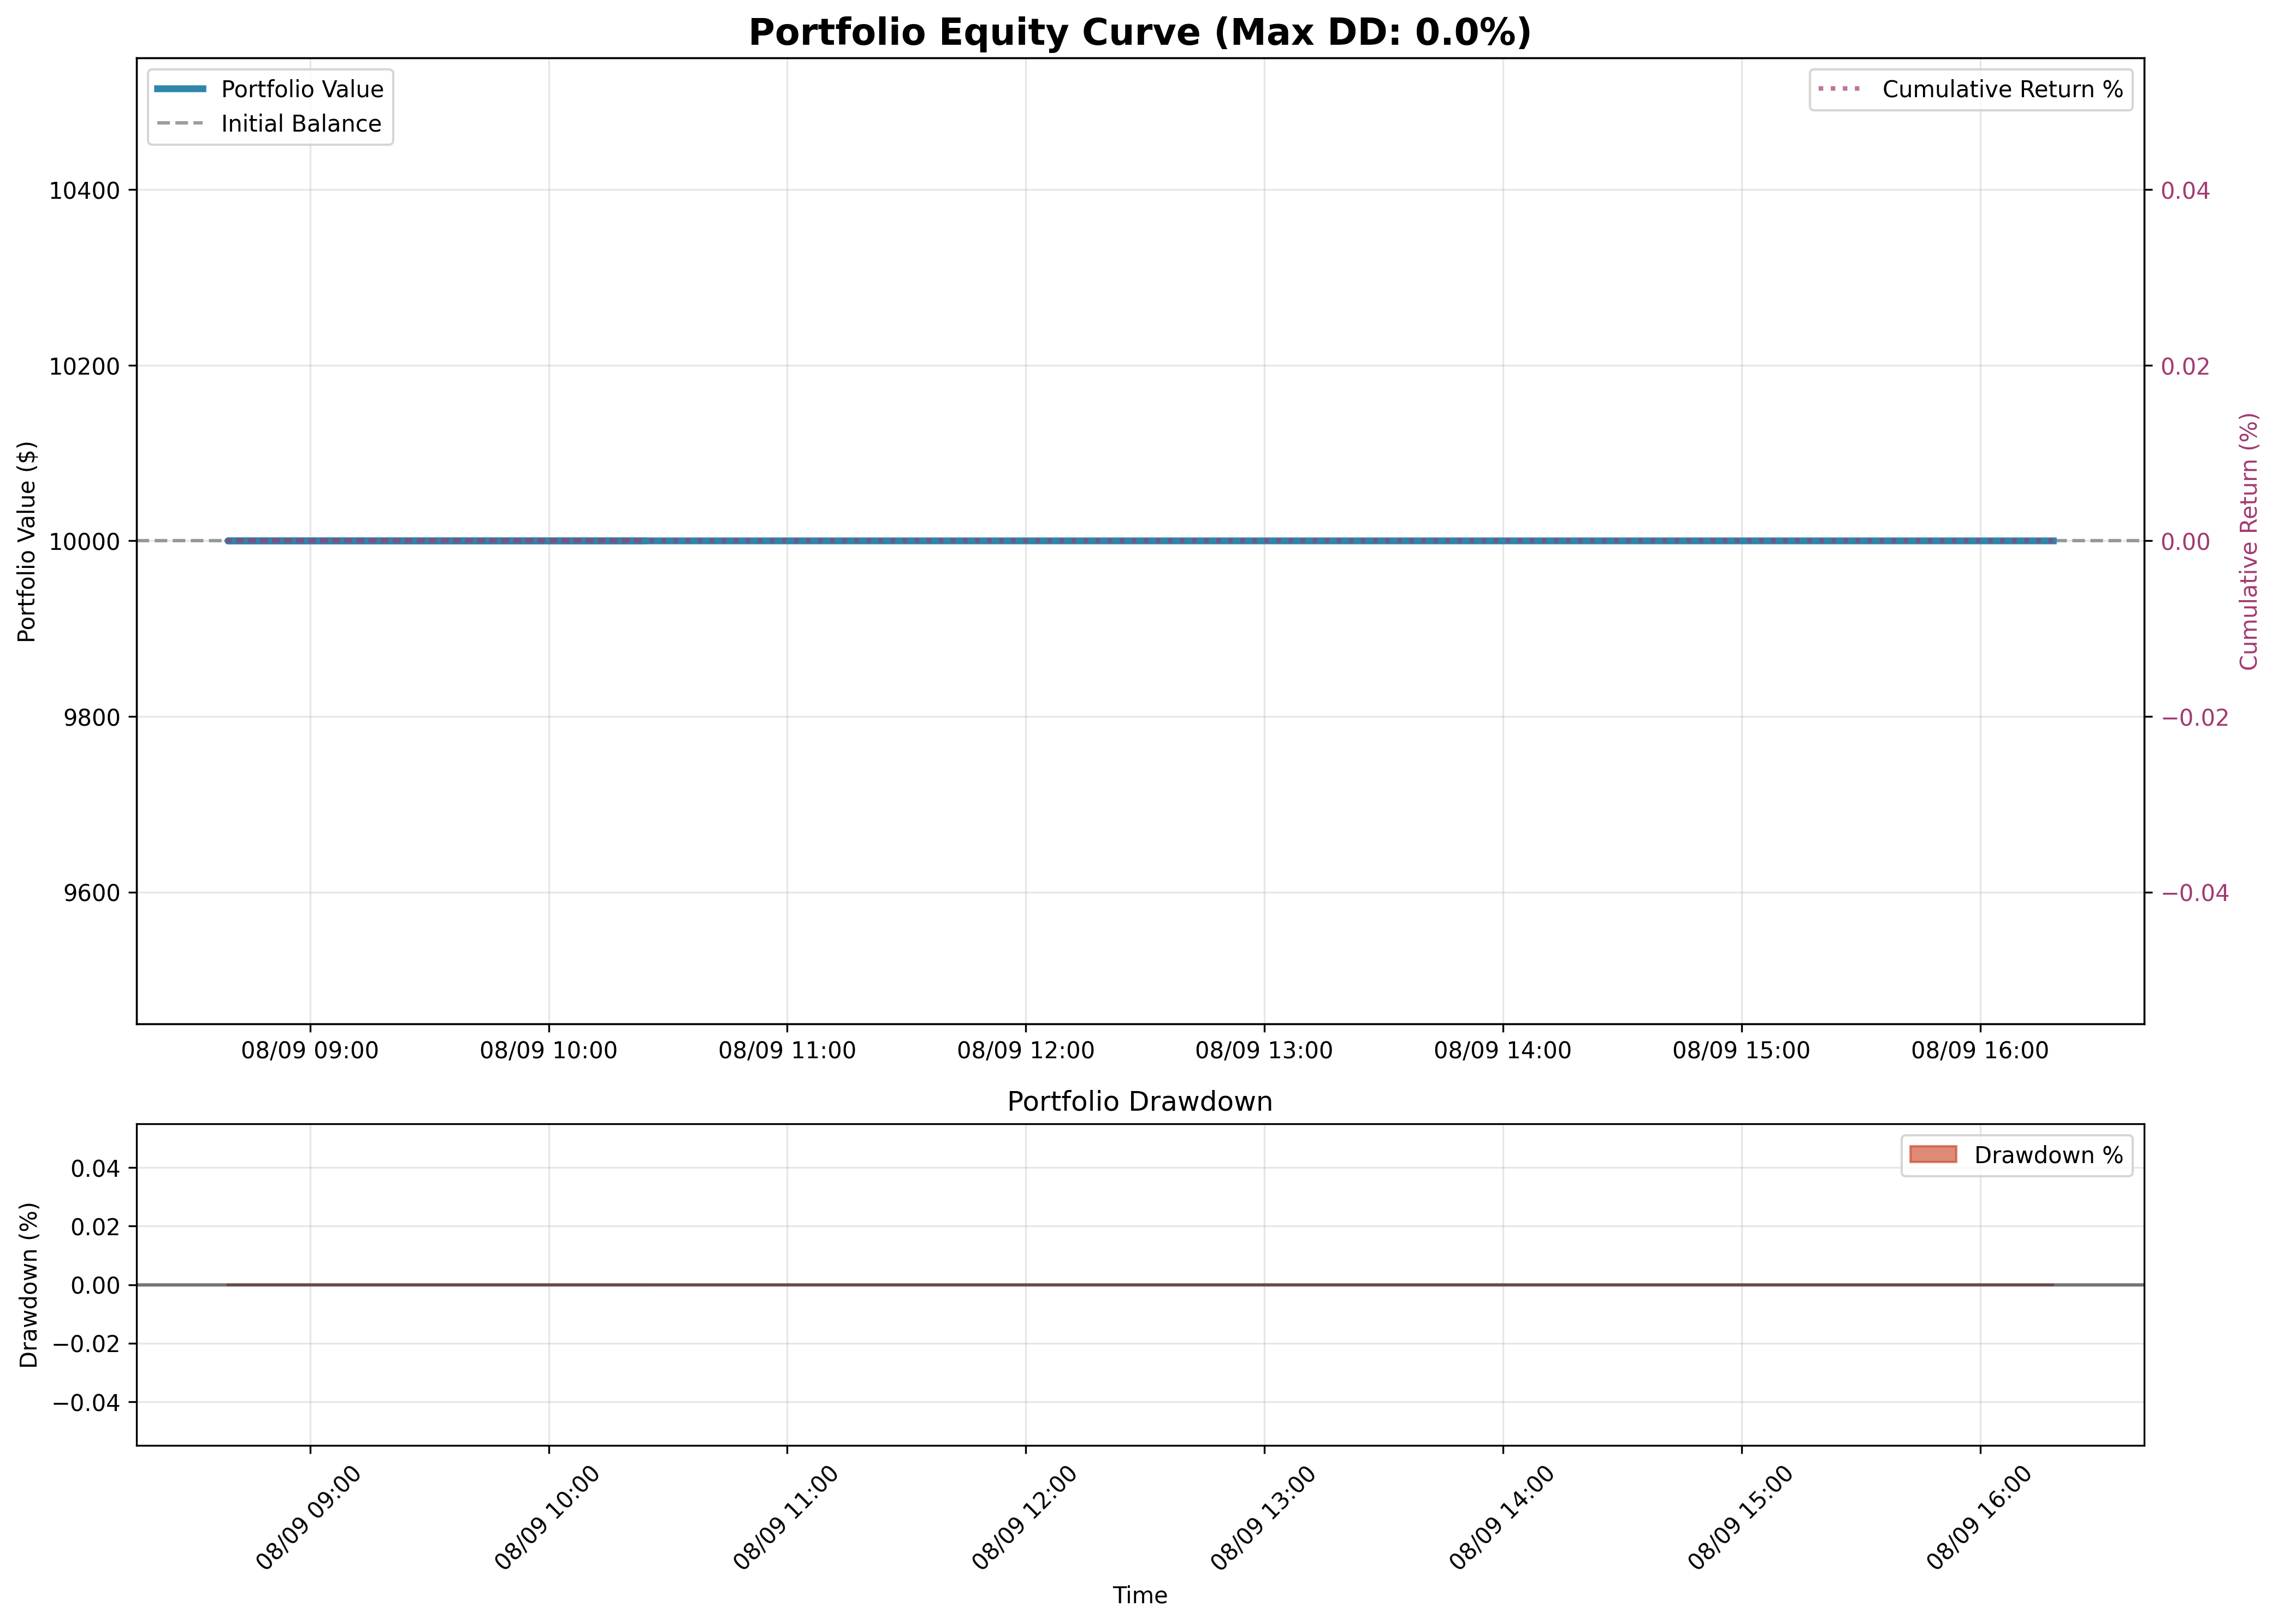 Portfolio Equity Curve (Max DD: 0.0%)
Portfolio Value
Initial Balance
Cumulative Return %
Portfolio Value ($)
10400
10200
10000
9800
9600
0.04
0.02
0.00
−0.02
−0.04
Cumulative Return (%)
08/09 09:00 08/09 10:00 08/09 11:00 08/09 12:00 08/09 13:00 08/09 14:00 08/09 15:00 08/09 16:00
Portfolio Drawdown
Drawdown %
Drawdown (%)
0.04
0.02
0.00
−0.02
−0.04
08/09 09:00 08/09 10:00 08/09 11:00 08/09 12:00 08/09 13:00 08/09 14:00 08/09 15:00 08/09 16:00
Time